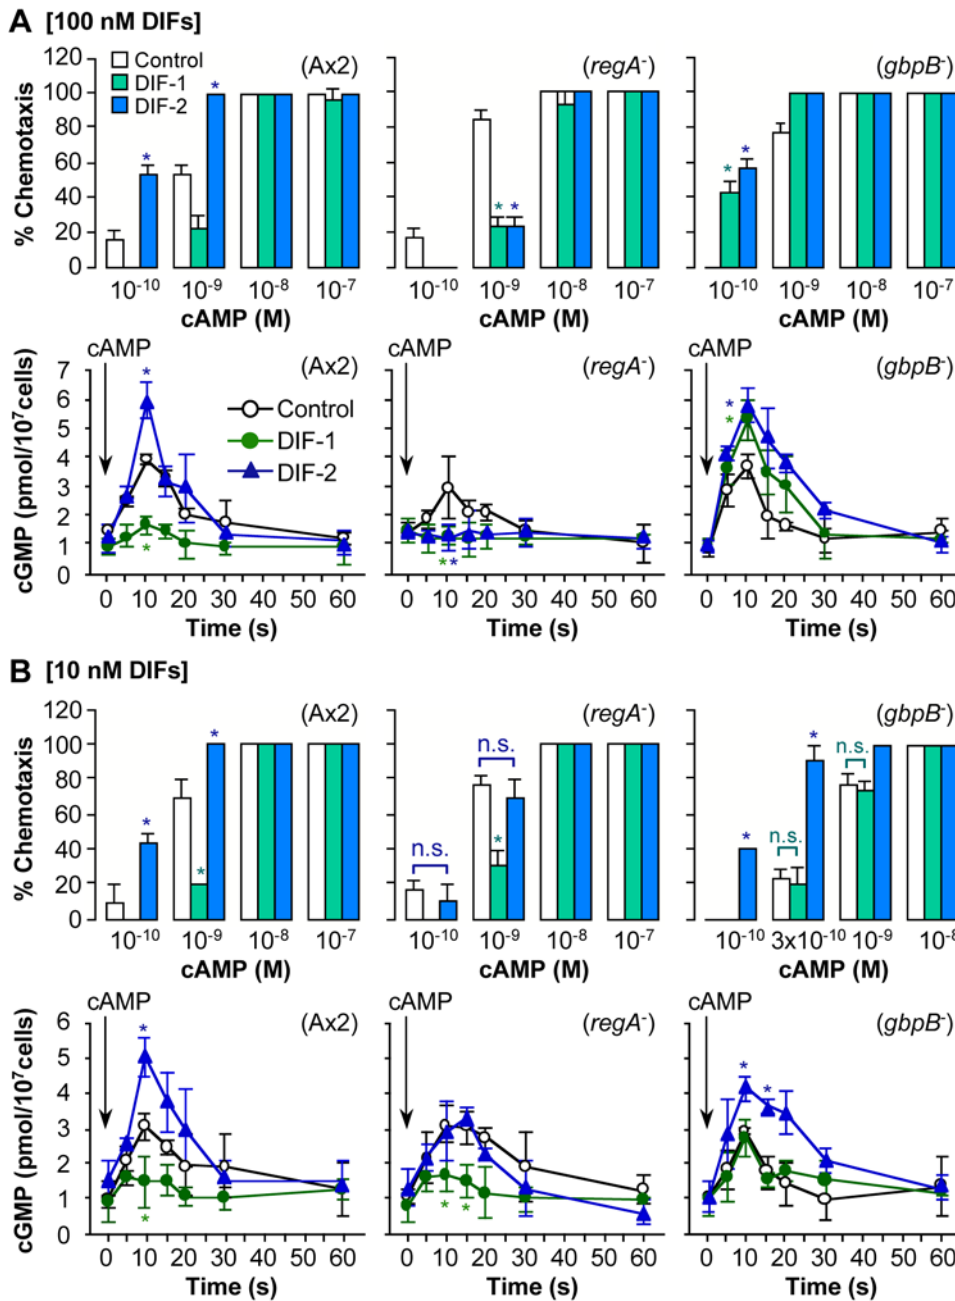 A [100 nM DIFs]
120
100
80
60
40
20
0
% Chemotaxis
Control
DIF-1
DIF-2
(Ax2)
*
*
10-10
10-9
10-8
10-7
cAMP (M)
(regA-)
*
*
10-10
10-9
10-8
10-7
cAMP (M)
(gbpB-)
*
*
10-10
10-9
10-8
10-7
cAMP (M)
cAMP
(Ax2)
7
6
5
4
3
2
1
0
cGMP (pmol/107cells)
*
*
Control
DIF-1
DIF-2
0 10 20 30 40 50 60
Time (s)
cAMP
(regA-)
**
0 10 20 30 40 50 60
Time (s)
cAMP
(gbpB-)
*
*
0 10 20 30 40 50 60
Time (s)
B [10 nM DIFs]
120
100
80
60
40
20
0
% Chemotaxis
(Ax2)
*
*
*
10-10
10-9
10-8
10-7
cAMP (M)
(regA-)
n.s.
n.s.
*
10-10
10-9
10-8
10-7
cAMP (M)
(gbpB-)
*
n.s.
*
n.s.
10-10
3x10-10
10-9
10-8
cAMP (M)
cAMP
(Ax2)
6
5
4
3
2
1
0
cGMP (pmol/107cells)
*
*
0 10 20 30 40 50 60
Time (s)
cAMP
(regA-)
* *
0 10 20 30 40 50 60
Time (s)
cAMP
(gbpB-)
* *
0 10 20 30 40 50 60
Time (s)